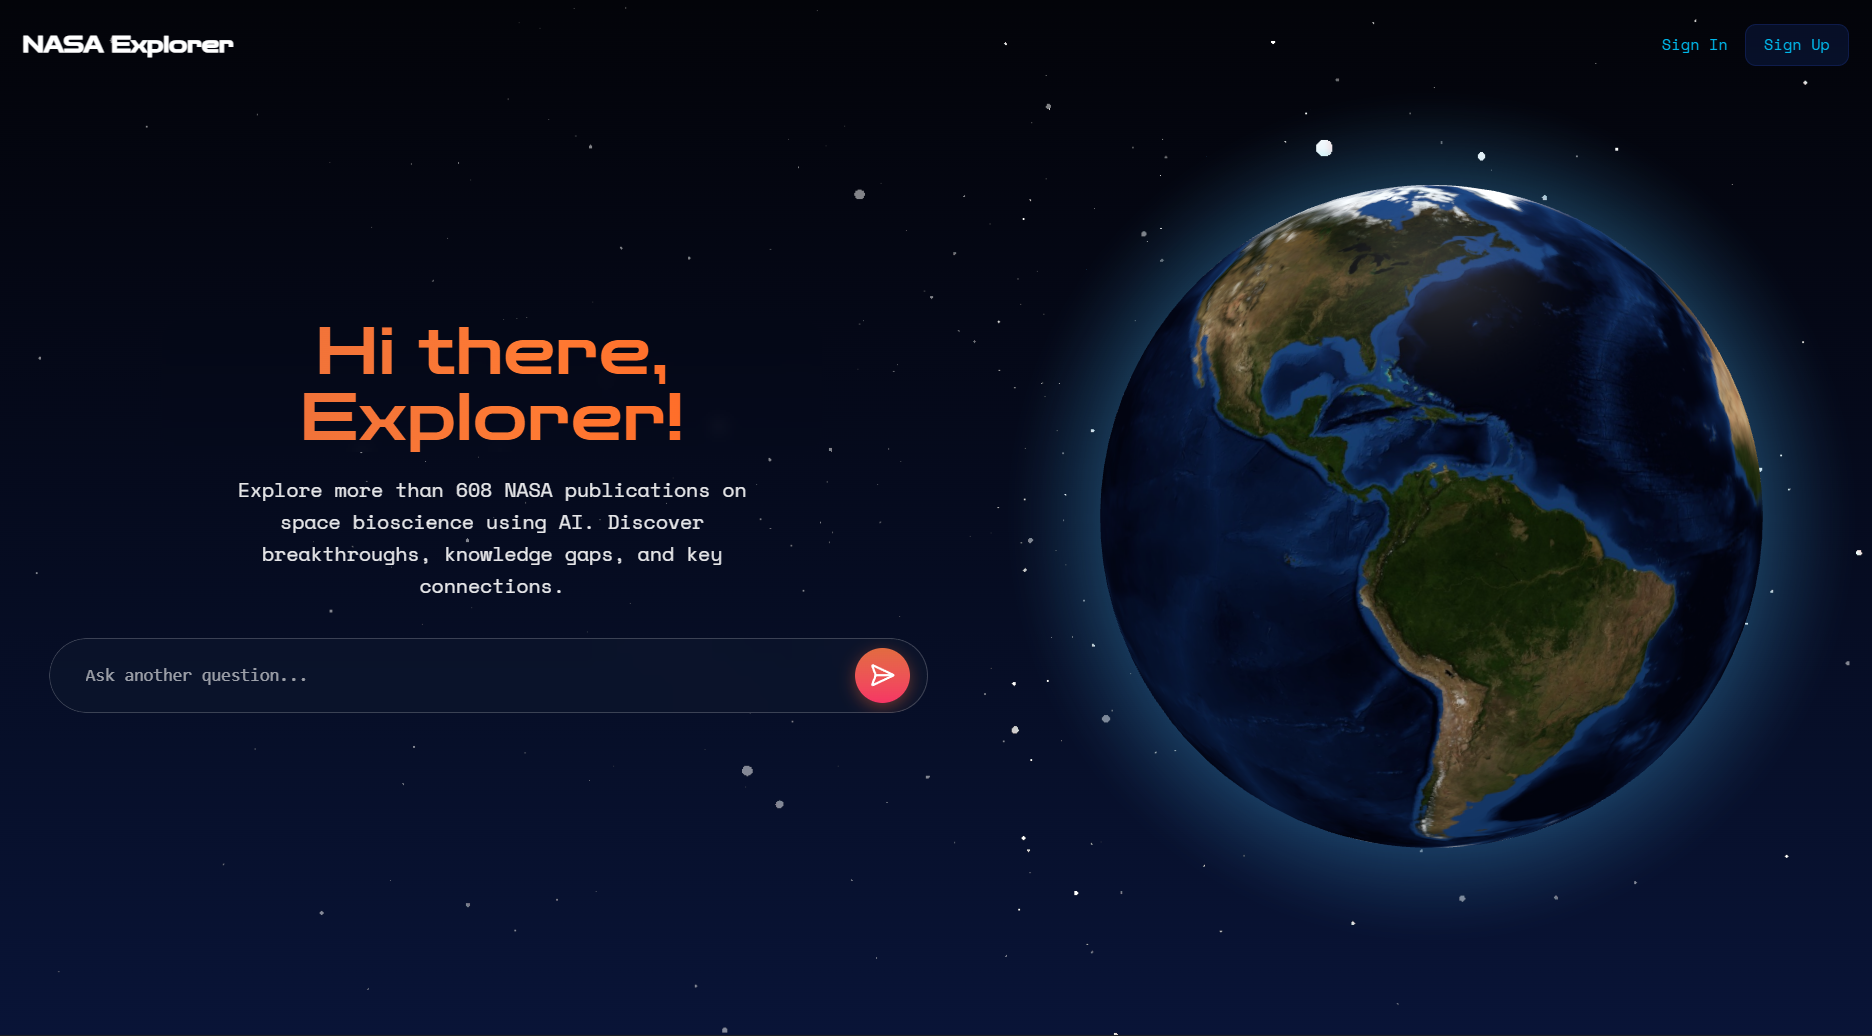 NASA Explorer
Sign In
Sign Up
Hi there,
Explorer!
Explore more than 608 NASA publications on
space bioscience using AI. Discover
breakthroughs, knowledge gaps, and key
connections.
Ask another question...